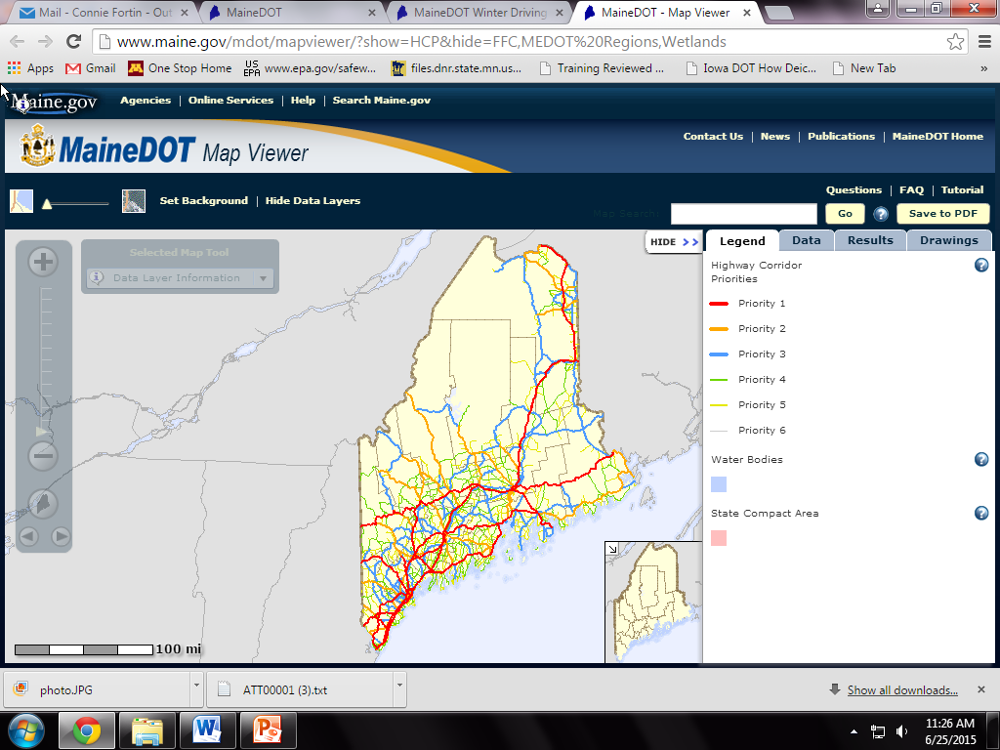 Mail - Connie Fortin - Out
MaineDOT
MaineDOT Winter Driving
MaineDOT - Map Viewer
www.maine.gov/mdot/mapviewer/?show=HCP&hide=FFC,MEDOT%20Regions,Wetlands
Apps
Gmail
One Stop Home
US EPA www.epa.gov/safew...
files.dnr.state.mn.us...
Training Reviewed ...
Iowa DOT How Deic...
New Tab
»
Maine.gov
Agencies | Online Services | Help | Search Maine.gov
MaineDOT Map Viewer
Contact Us | News | Publications | MaineDOT Home
Set Background | Hide Data Layers
Questions | FAQ | Tutorial
Map Search:
Go
?
Save to PDF
Selected Map Tool
Data Layer Information
HIDE >>
Legend
Data
Results
Drawings
Highway Corridor
Priorities
?
Priority 1
Priority 2
Priority 3
Priority 4
Priority 5
Priority 6
Water Bodies
?
State Compact Area
?
100 mi
photo.JPG
ATT00001 (3).txt
Show all downloads...
11:26 AM
6/25/2015